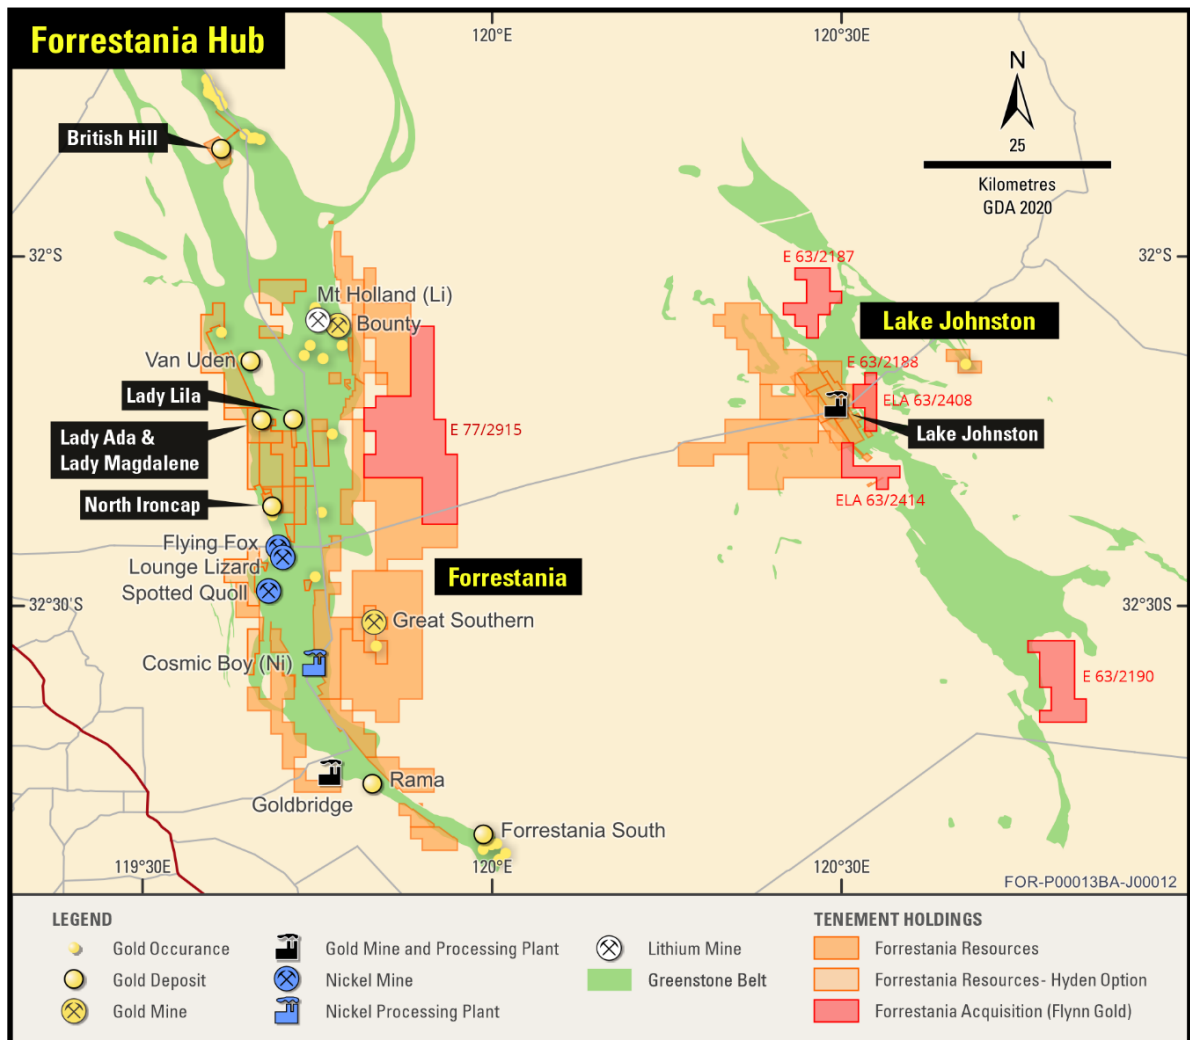 Forrestania Hub
120°E
120°30E
N
25
Kilometres
GDA 2020
British Hill
32°S
32°S
E 63/2187
Mt Holland (Li)
Bounty
Lake Johnston
Van Uden
E 63/2188
Lady Lila
ELA 63/2408
Lady Ada &
Lady Magdalene
E 77/2915
Lake Johnston
North Ironcap
ELA 63/2414
Flying Fox
Lounge Lizard
Forrestania
Spotted Quoll
32°30'S
32°30S
Great Southern
Cosmic Boy (Ni)
E 63/2190
Rama
Goldbridge
Forrestania South
119°30E
120°E
120°30E
FOR-P00013BA-J00012
LEGEND
Gold Occurance
Gold Deposit
Gold Mine
Gold Mine and Processing Plant
Nickel Mine
Nickel Processing Plant
Lithium Mine
Greenstone Belt
TENEMENT HOLDINGS
Forrestania Resources
Forrestania Resources - Hyden Option
Forrestania Acquisition (Flynn Gold)